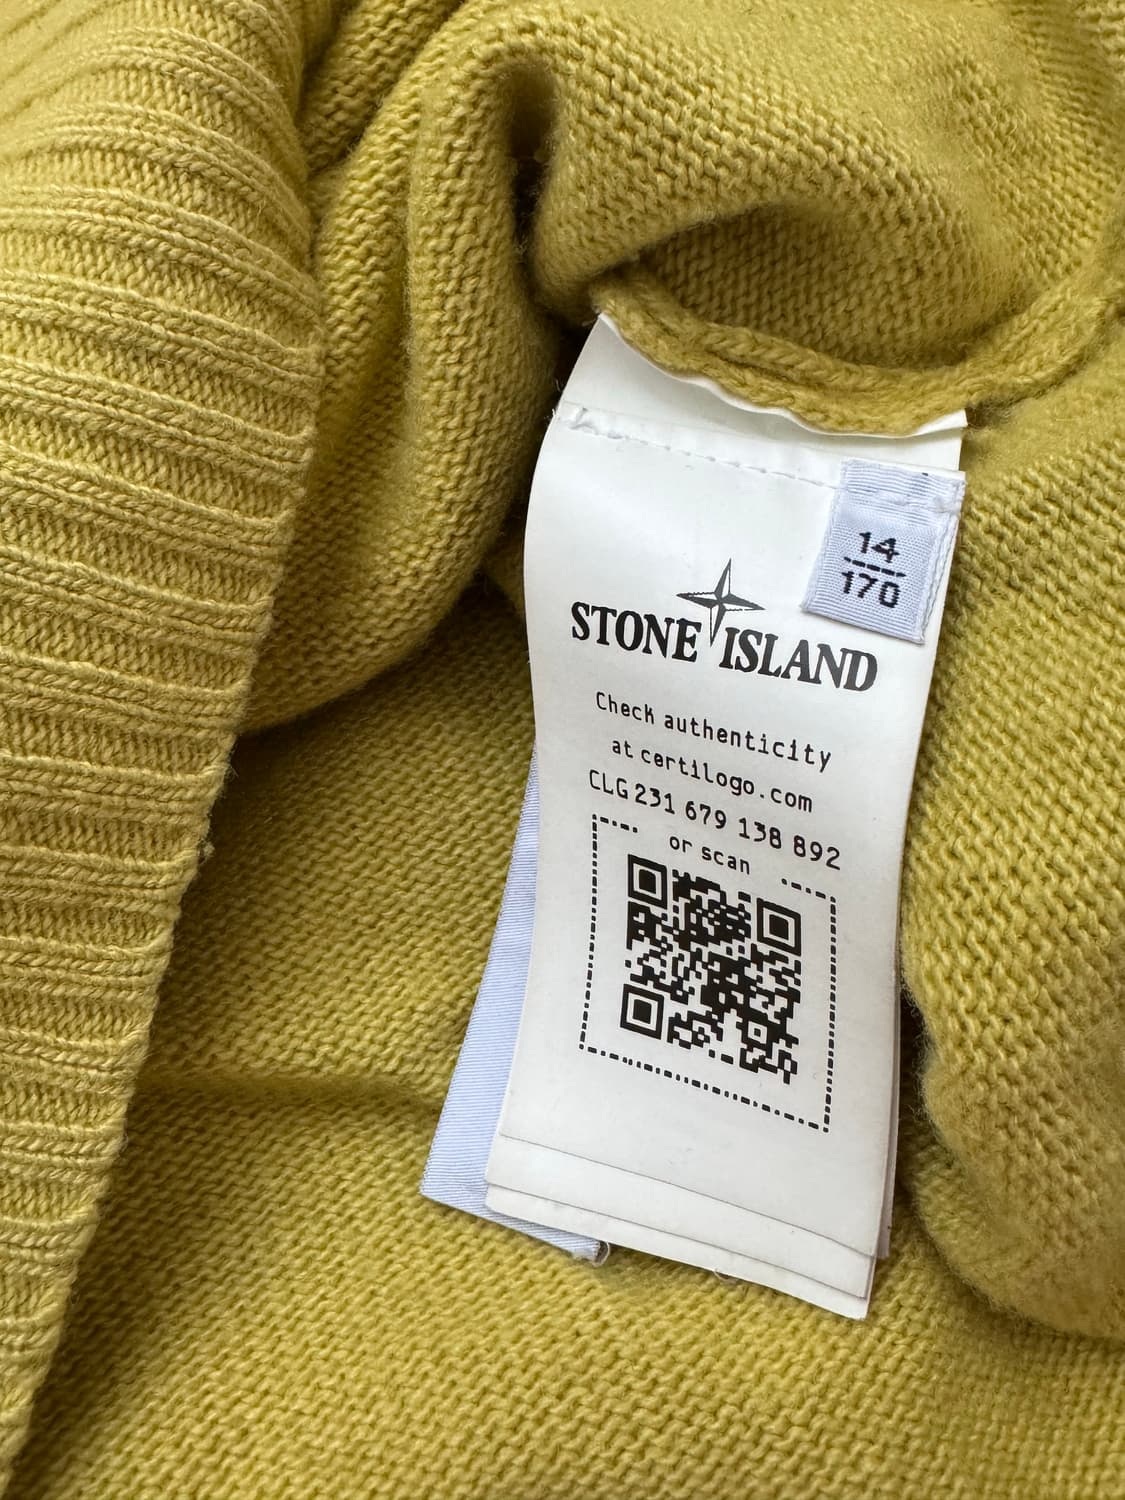 14
170
STONE ISLAND
Check authenticity
at certilogo.com
CLG 231 679 138 892
or scan